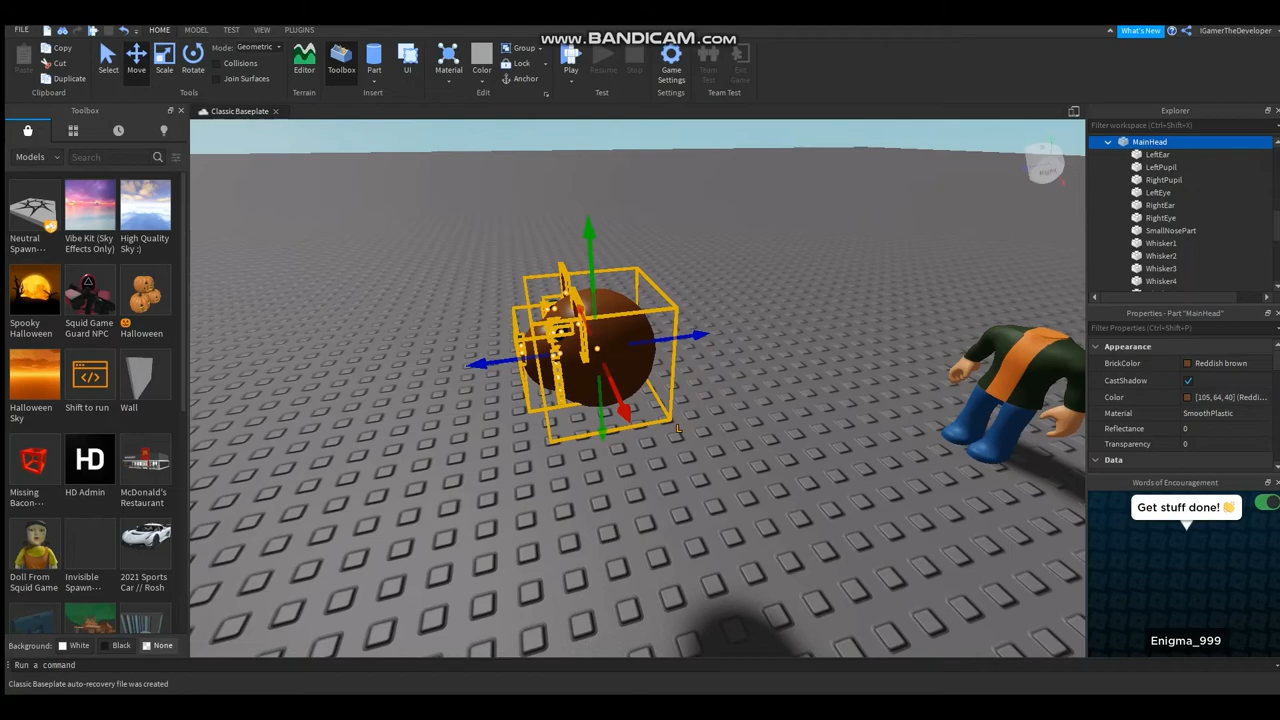 www.BANDICAM.com
FILE
HOME
MODEL
TEST
VIEW
PLUGINS
What's New
IGamerTheDeveloper
Paste
Copy
Cut
Duplicate
Clipboard
Select
Move
Scale
Rotate
Mode: Geometric
Collisions
Join Surfaces
Tools
Editor
Terrain
Toolbox
Part
UI
Insert
Material
Color
Group
Lock
Anchor
Edit
Play
Resume
Stop
Test
Game Settings
Settings
Team Test
Exit Game
Team Test
Toolbox
Models
Search
Neutral Spawn...
Vibe Kit (Sky Effects Only)
High Quality Sky :)
Spooky Halloween
Squid Game Guard NPC
Halloween
Halloween Sky
Shift to run
Wall
Missing Bacon...
HD
HD Admin
McDonald's Restaurant
Doll From Squid Game
Invisible Spawn...
2021 Sports Car // Rosh
Background:
White
Black
None
Classic Baseplate
Right
L
Explorer
Filter workspace (Ctrl+Shift+X)
MainHead
LeftEar
LeftPupil
RightPupil
LeftEye
RightEar
RightEye
SmallNosePart
Whisker1
Whisker2
Whisker3
Whisker4
Properties - Part "MainHead"
Filter Properties (Ctrl+Shift+P)
Appearance
BrickColor Reddish brown
CastShadow
Color [105, 64, 40] (Reddi...
Material SmoothPlastic
Reflectance 0
Transparency 0
Data
Words of Encouragement
Get stuff done! 👏
Enigma_999
Run a command
Classic Baseplate auto-recovery file was created